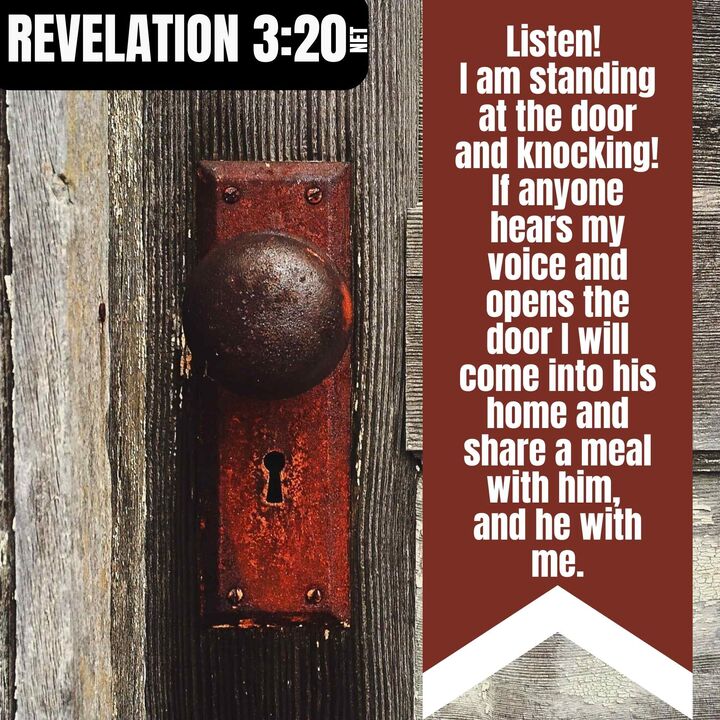 REVELATION 3:20 NET
Listen!
I am standing
at the door
and knocking!
If anyone
hears my
voice and
opens the
door I will
come into his
home and
share a meal
with him,
and he with
me.